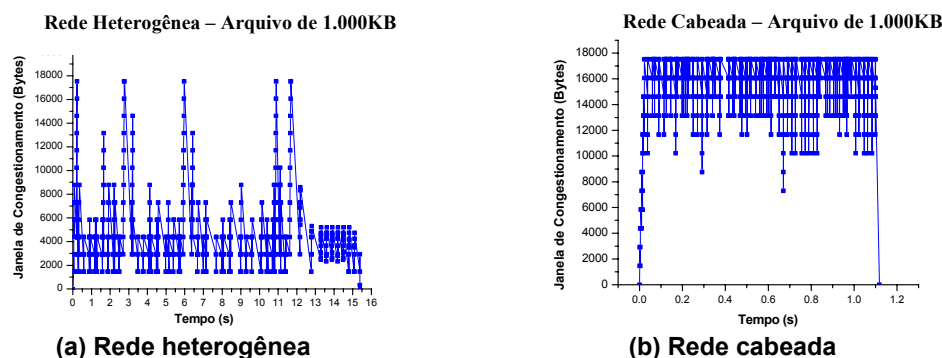 Rede Heterogênea – Arquivo de 1.000KB
Janela de Congestionamento (Bytes)
18000
16000
14000
12000
10000
8000
6000
4000
2000
0
0 1 2 3 4 5 6 7 8 9 10 11 12 13 14 15 16
Tempo (s)
(a) Rede heterogênea
Rede Cabeada – Arquivo de 1.000KB
Janela de Congestionamento (Bytes)
18000
16000
14000
12000
10000
8000
6000
4000
2000
0
0.0 0.2 0.4 0.6 0.8 1.0 1.2
Tempo (s)
(b) Rede cabeada